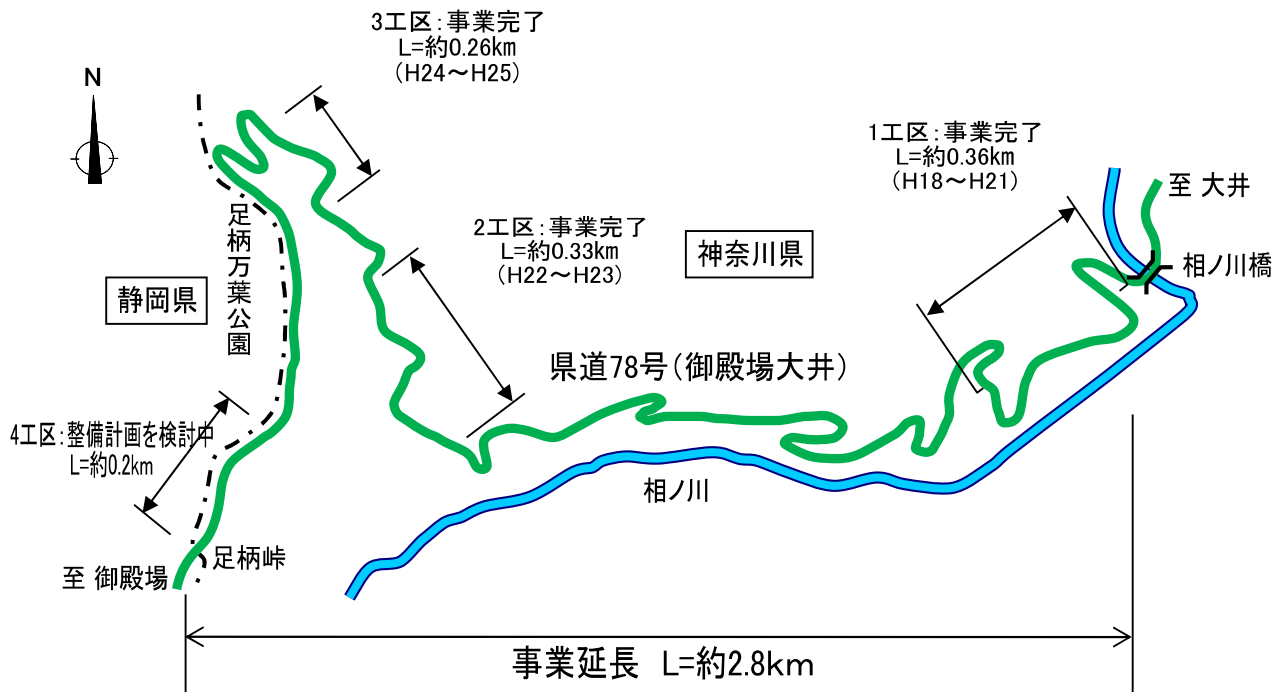 3工区:事業完了
L=約0.26km
(H24~H25)
N
1工区:事業完了
L=約0.36km
(H18~H21)
至 大井
足柄万葉公園
2工区:事業完了
L=約0.33km
(H22~H23)
神奈川県
相ノ川橋
静岡県
県道78号(御殿場大井)
4工区:整備計画を検討中
L=約0.2km
相ノ川
足柄峠
至 御殿場
事業延長 L=約2.8km